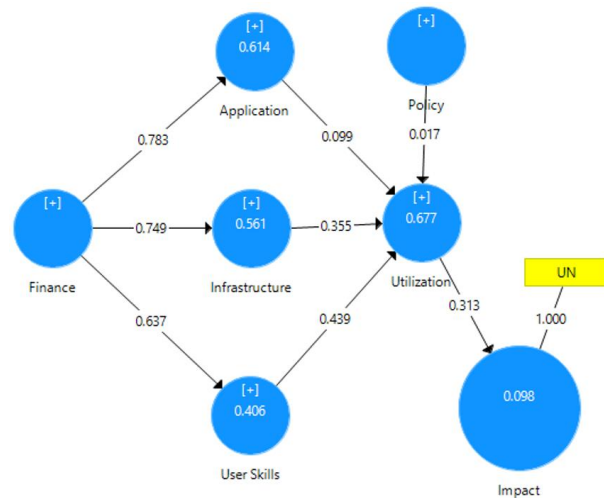 [+]
0.614
Application
[+]
Policy
0.783
0.099
0.017
[+]
Finance
0.749
[+]
0.561
Infrastructure
0.355
[+]
0.677
Utilization
UN
0.637
0.439
0.313
1.000
[+]
0.406
User Skills
0.098
Impact